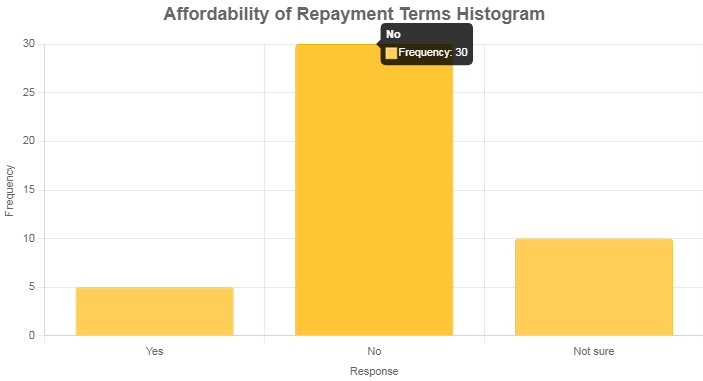 Affordability of Repayment Terms Histogram
No
Frequency: 30
30
25
20
15
10
5
0
Frequency
Yes
No
Not sure
Response